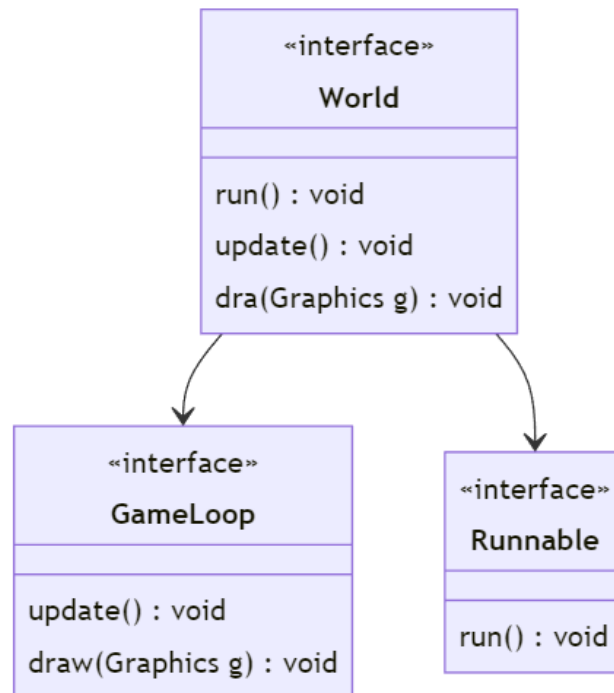 «interface»
World
run() : void
update() : void
dra(Graphics g) : void
«interface»
GameLoop
update() : void
draw(Graphics g) : void
«interface»
Runnable
run() : void